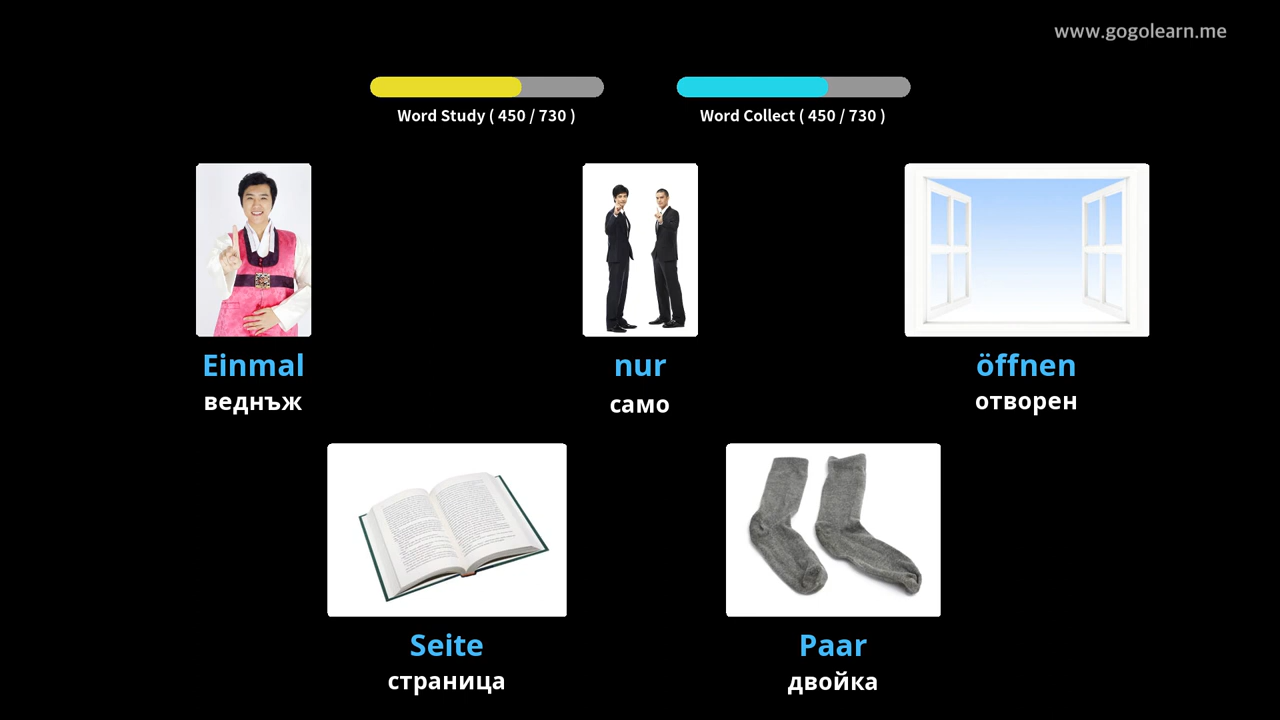 www.gogolearn.me
Word Study ( 450 / 730 )
Word Collect ( 450 / 730 )
Einmal
веднъж
nur
само
öffnen
отворен
Seite
страница
Paar
двойка